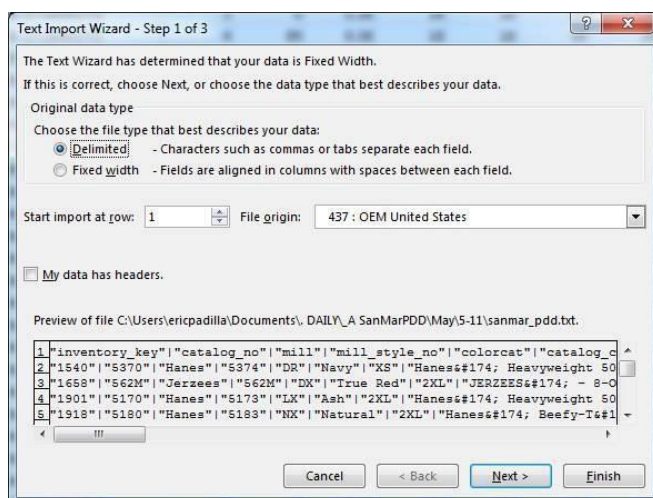 Text Import Wizard - Step 1 of 3
The Text Wizard has determined that your data is Fixed Width.
If this is correct, choose Next, or choose the data type that best describes your data.
Original data type
Choose the file type that best describes your data:
Delimited - Characters such as commas or tabs separate each field.
Fixed width - Fields are aligned in columns with spaces between each field.
Start import at row: 1 File origin: 437 : OEM United States
My data has headers.
Preview of file C:\Users\ericpadilla\Documents\. DAILY\_A SanMarPDD\May\5-11\sanmar_pdd.txt.
1 "inventory_key"|"catalog_no"|"mill"|"mill_style_no"|"colorcat"|"catalog_c
2 "1540"|"5370"|"Hanes"|"5374"|"DR"|"Navy"|"XS"|"Hanes&#174; Heavyweight 50
3 "1658"|"562M"|"Jerzees"|"562M"|"DX"|"True Red"|"2XL"|"JERZEES&#174; - 8-O
4 "1901"|"5170"|"Hanes"|"5173"|"LX"|"Ash"|"2XL"|"Hanes&#174; Heavyweight 50
5 "1918"|"5180"|"Hanes"|"5183"|"NX"|"Natural"|"2XL"|"Hanes&#174; Beefy-T&#1
Cancel < Back Next > Finish